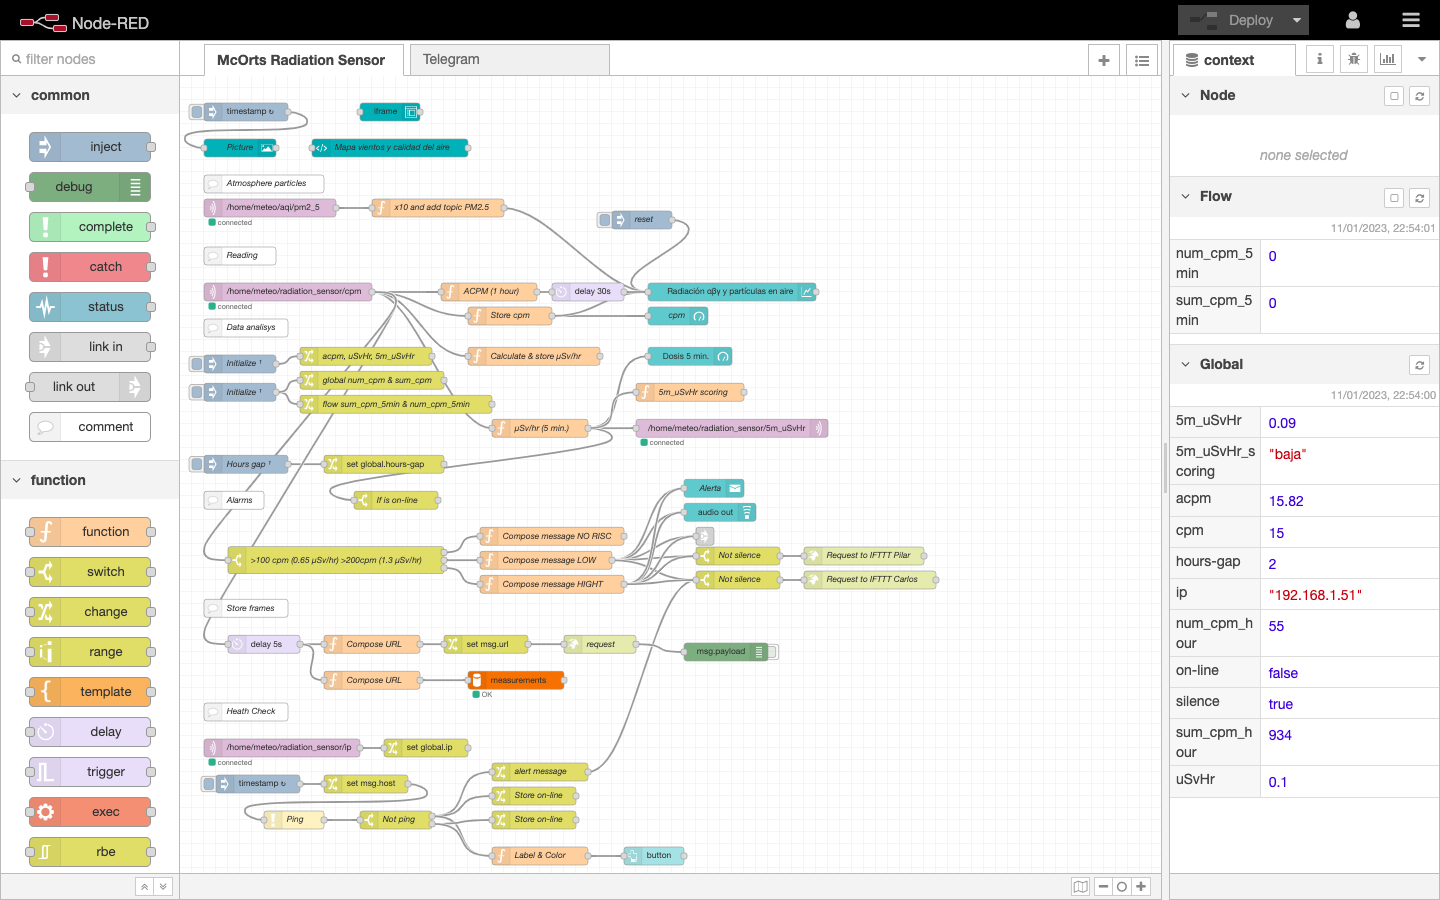 Node-RED
Deploy
filter nodes
common
inject
debug
complete
catch
status
link in
link out
comment
function
function
switch
change
range
template
delay
trigger
exec
rbe
McOrts Radiation Sensor
Telegram
timestamp ↻
iframe
Picture
Mapa vientos y calidad del aire
Atmosphere particles
/home/meteo/aqi/pm2_5
connected
x10 and add topic PM2.5
reset
Reading
/home/meteo/radiation_sensor/cpm
connected
ACPM (1 hour)
delay 30s
Radiación αβγ y partículas en aire
Store cpm
cpm
Data analisys
Initialize ¹
acpm, uSvHr, 5m_uSvHr
Calculate & store µSv/hr
Dosis 5 min.
Initialize ¹
global num_cpm & sum_cpm
flow sum_cpm_5min & num_cpm_5min
5m_uSvHr scoring
µSv/hr (5 min.)
/home/meteo/radiation_sensor/5m_uSvHr
connected
Hours gap ¹
set global.hours-gap
Alarms
If is on-line
Alerta
audio out
>100 cpm (0.65 µSv/hr) >200cpm (1.3 µSv/hr)
Compose message NO RISC
Compose message LOW
Compose message HIGHT
Not silence
Request to IFTTT Pilar
Not silence
Request to IFTTT Carlos
Store frames
delay 5s
Compose URL
set msg.url
request
msg.payload
Compose URL
measurements
OK
Heath Check
/home/meteo/radiation_sensor/ip
connected
set global.ip
timestamp ↻
set msg.host
alert message
Store on-line
Ping
Not ping
Store on-line
Label & Color
button
context
Node
none selected
Flow
11/01/2023, 22:54:01
num_cpm_5min 0
sum_cpm_5min 0
Global
11/01/2023, 22:54:00
5m_uSvHr 0.09
5m_uSvHr_scoring "baja"
acpm 15.82
cpm 15
hours-gap 2
ip "192.168.1.51"
num_cpm_hour 55
on-line false
silence true
sum_cpm_hour 934
uSvHr 0.1